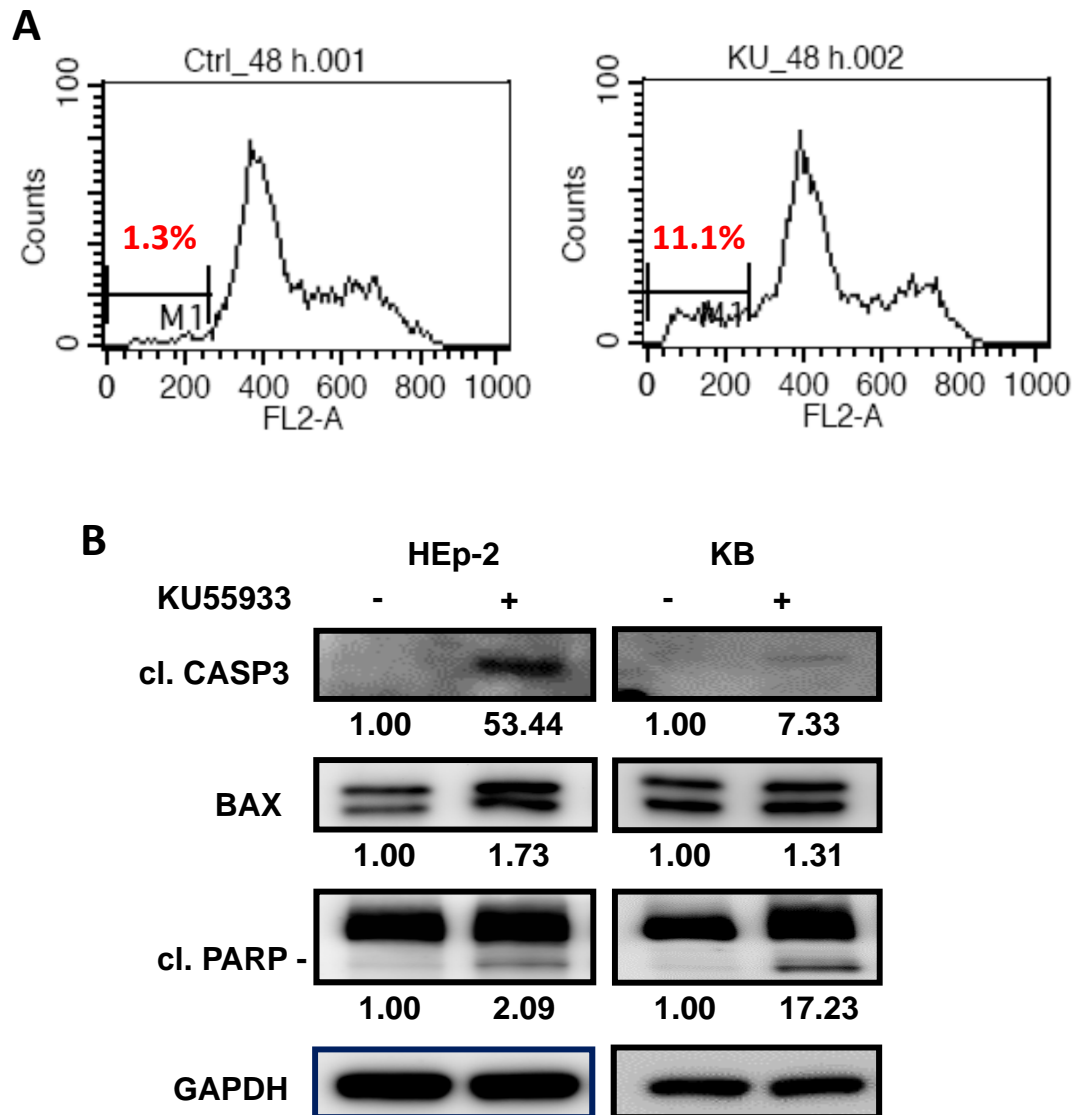 A
Ctrl_48 h.001
KU_48 h.002
100
Counts
0
1.3%
M1
0 200 400 600 800 1000
FL2-A
100
Counts
0
11.1%
M1
0 200 400 600 800 1000
FL2-A
B
HEp-2 KB
KU55933 - + - +
cl. CASP3
1.00 53.44 1.00 7.33
BAX
1.00 1.73 1.00 1.31
cl. PARP -
1.00 2.09 1.00 17.23
GAPDH